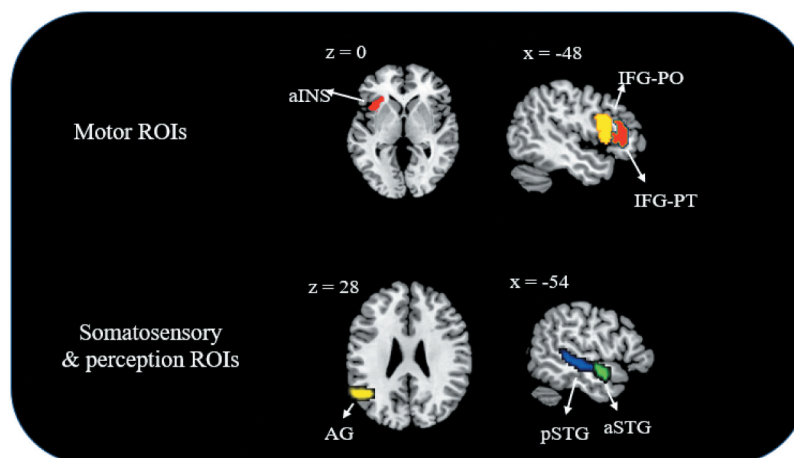 z = 0
x = -48
IFG-PO
aINS
Motor ROIs
IFG-PT
z = 28
x = -54
Somatosensory
& perception ROIs
AG
pSTG
aSTG